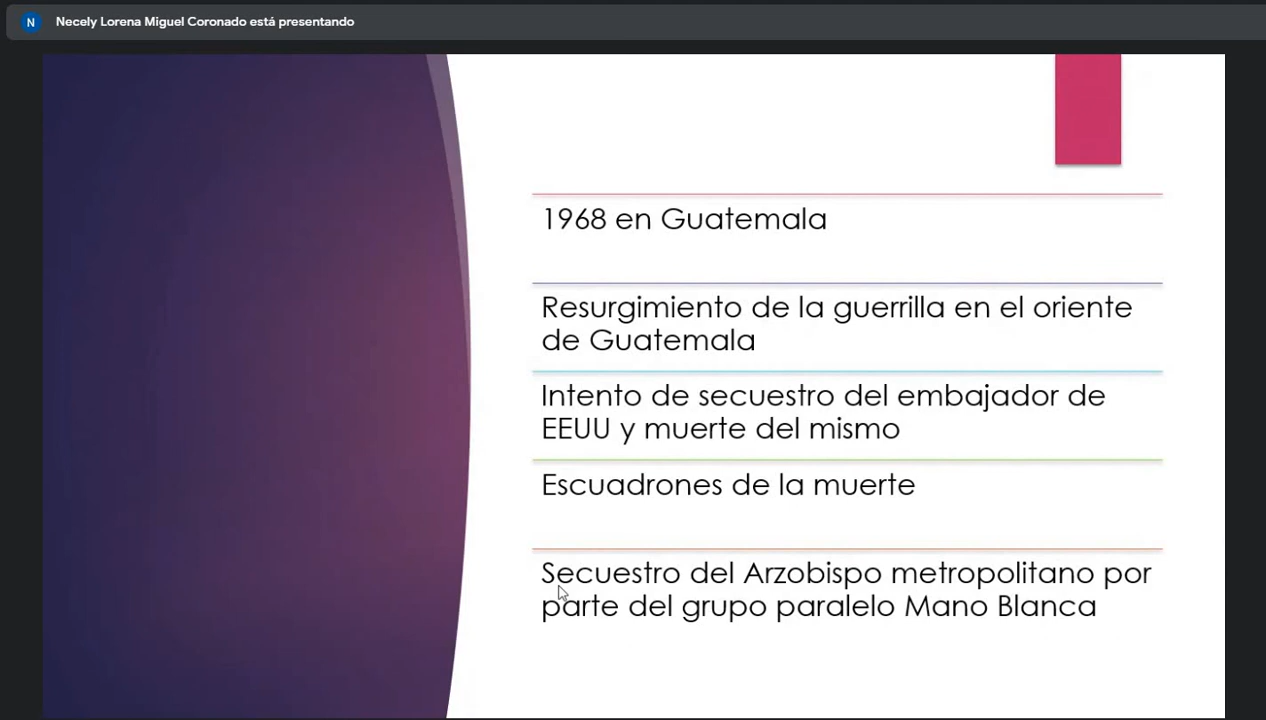 N Necely Lorena Miguel Coronado está presentando
1968 en Guatemala
Resurgimiento de la guerrilla en el oriente
de Guatemala
Intento de secuestro del embajador de
EEUU y muerte del mismo
Escuadrones de la muerte
Secuestro del Arzobispo metropolitano por
parte del grupo paralelo Mano Blanca